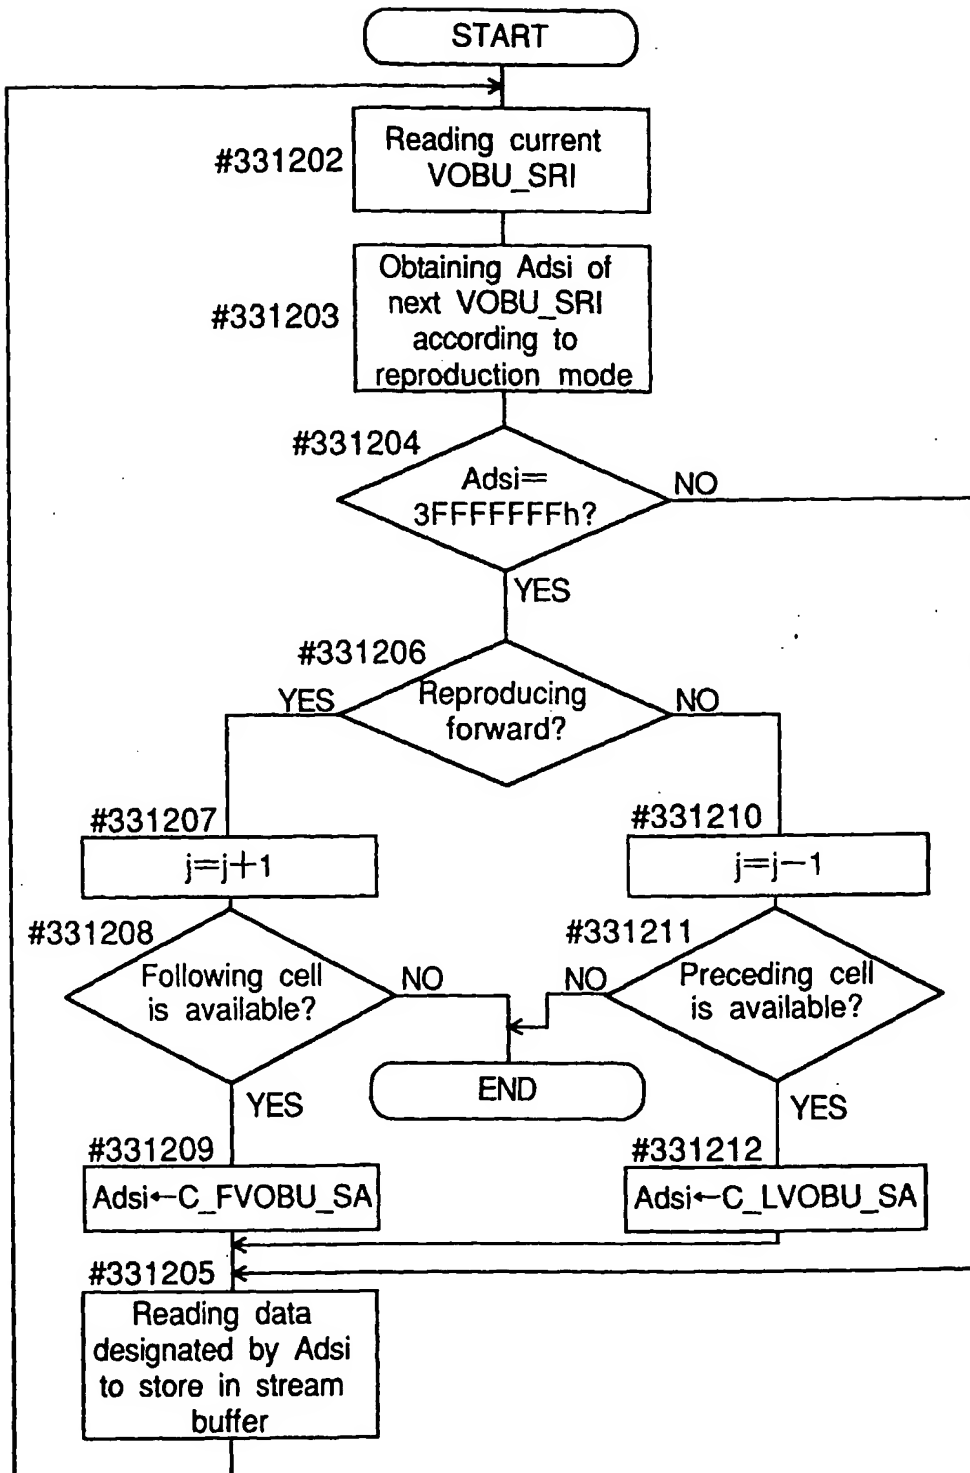 START
#331202
Reading current
VOBU_SRI
#331203
Obtaining Adsi of
next VOBU_SRI
according to
reproduction mode
#331204
Adsi=
3FFFFFFFh?
NO
YES
#331206
Reproducing
forward?
YES
NO
#331207
j=j+1
#331210
j=j-1
#331208
Following cell
is available?
NO
#331211
Preceding cell
is available?
NO
END
YES
YES
#331209
Adsi←C_FVOBU_SA
#331212
Adsi←C_LVOBU_SA
#331205
Reading data
designated by Adsi
to store in stream
buffer